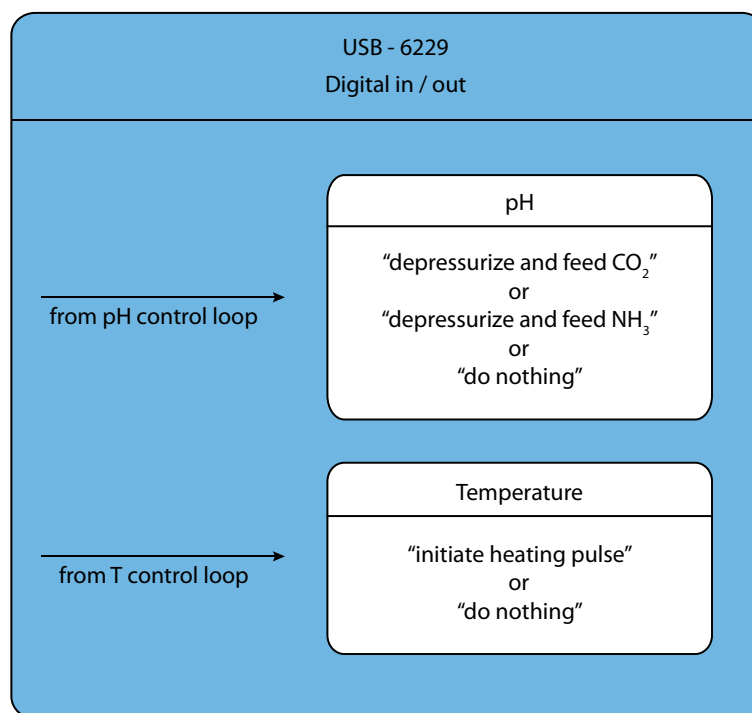 USB - 6229
Digital in / out
pH
“depressurize and feed CO₂”
or
“depressurize and feed NH₃”
or
“do nothing”
from pH control loop
Temperature
“initiate heating pulse”
or
“do nothing”
from T control loop